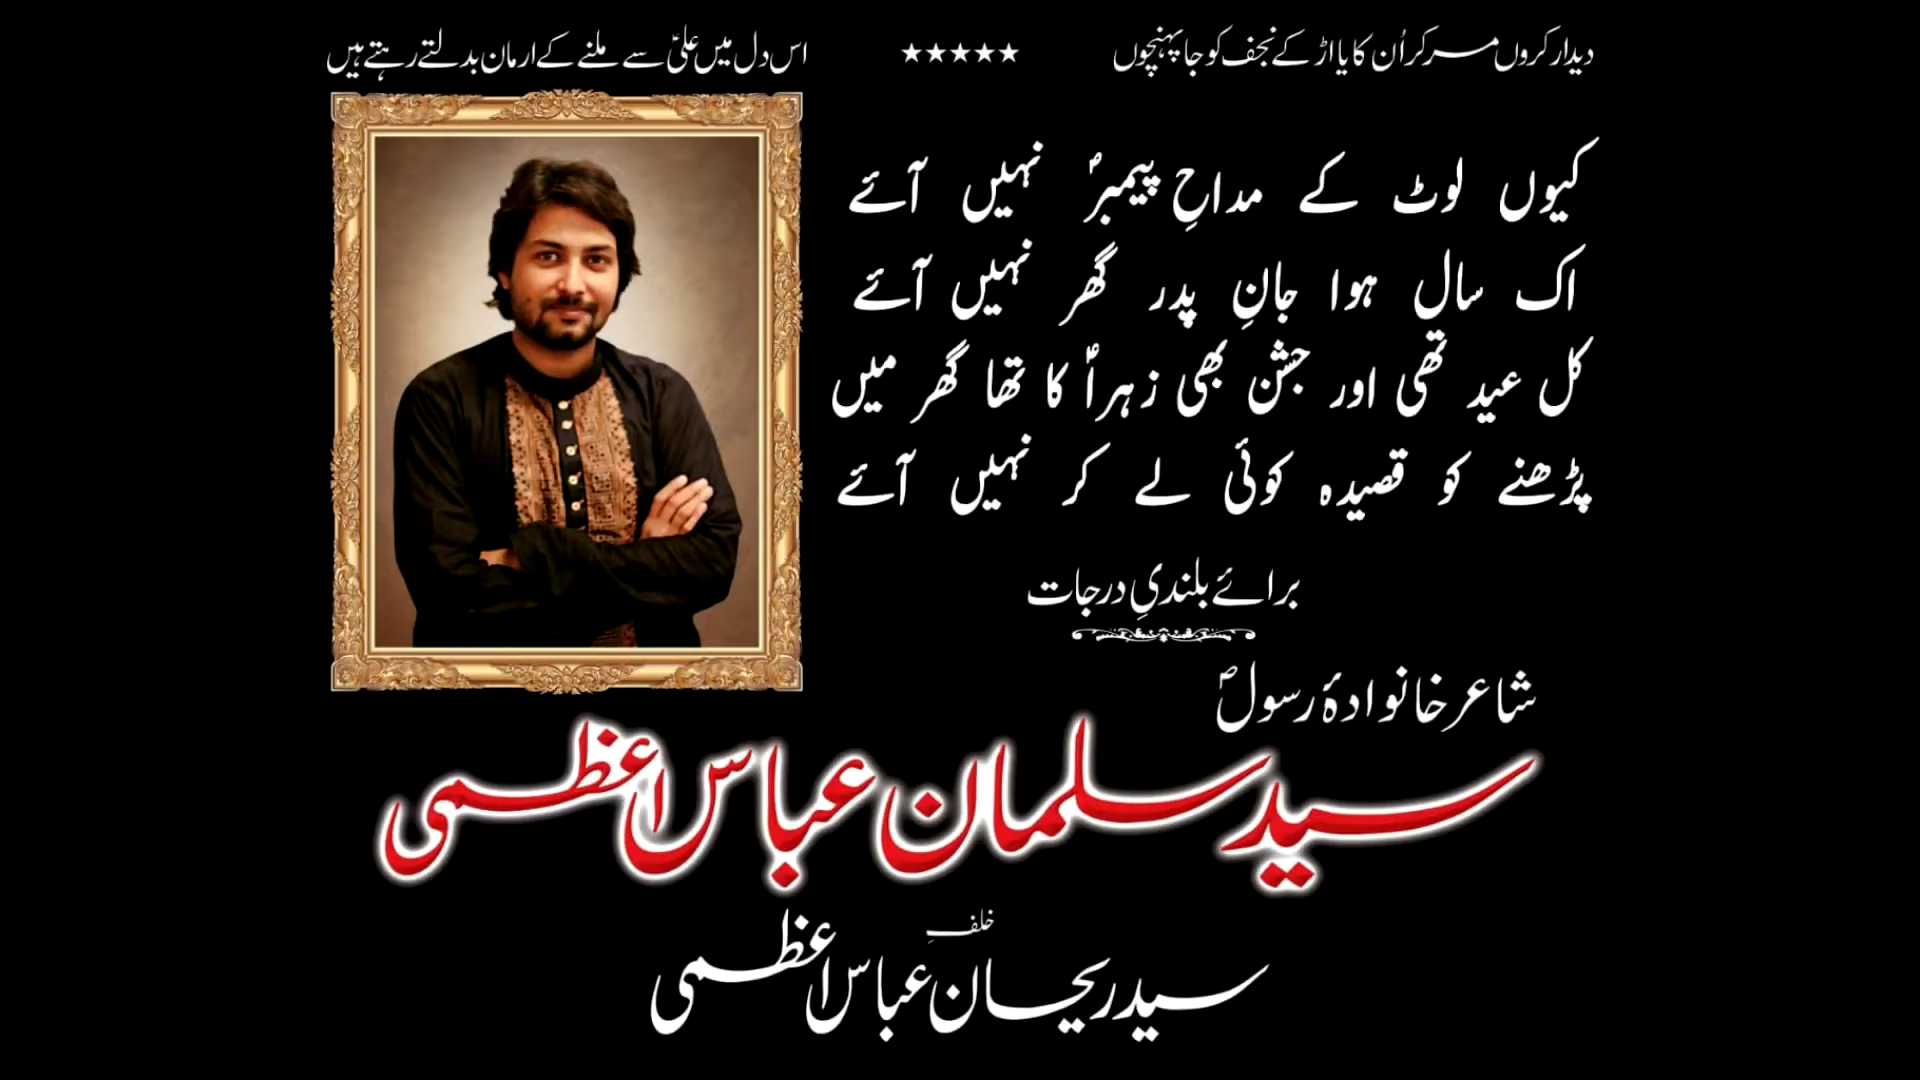 دیدار کروں مر کر اُن کا یا اڑ کے نجف کو جا پہنچوں ★★★★★ اس دل میں علیؑ سے ملنے کے ارمان بدلتے رہتے ہیں
کیوں لوٹ کے مداحِ پیمبرؐ نہیں آئے
اک سال ہوا جانِ پدر گھر نہیں آئے
کل عید تھی اور جشن بھی زہراؑ کا تھا گھر میں
پڑھنے کو قصیدہ کوئی لے کر نہیں آئے
برائے بلندیِ درجات
شاعر خانوادۂ رسولؐ
سید سلمان عباس اعظمی
خلفِ
سید ریحان عباس اعظمی